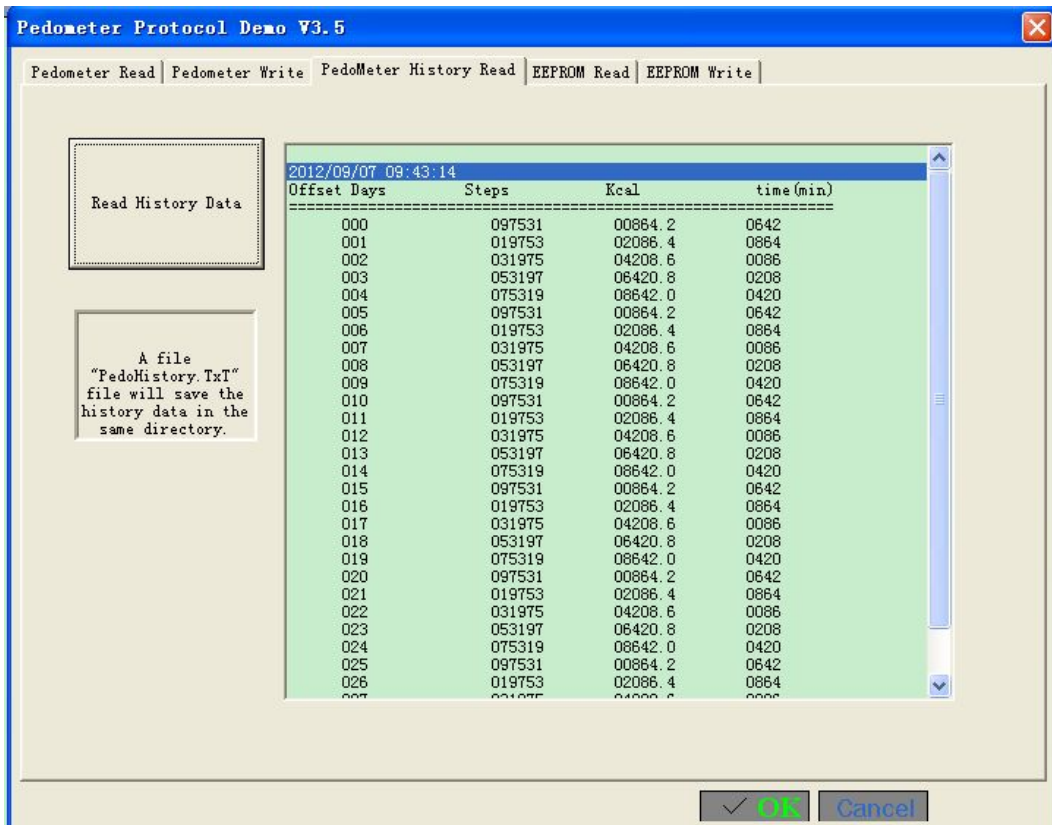 Pedometer Protocol Demo V3.5
Pedometer Read Pedometer Write PedoMeter History Read EEPROM Read EEPROM Write
Read History Data
A file
"PedoHistory.TxT"
file will save the
history data in the
same directory.
2012/09/07 09:43:14
Offset Days Steps Kcal time(min)
==============================================================
000 097531 00864.2 0642
001 019753 02086.4 0864
002 031975 04208.6 0086
003 053197 06420.8 0208
004 075319 08642.0 0420
005 097531 00864.2 0642
006 019753 02086.4 0864
007 031975 04208.6 0086
008 053197 06420.8 0208
009 075319 08642.0 0420
010 097531 00864.2 0642
011 019753 02086.4 0864
012 031975 04208.6 0086
013 053197 06420.8 0208
014 075319 08642.0 0420
015 097531 00864.2 0642
016 019753 02086.4 0864
017 031975 04208.6 0086
018 053197 06420.8 0208
019 075319 08642.0 0420
020 097531 00864.2 0642
021 019753 02086.4 0864
022 031975 04208.6 0086
023 053197 06420.8 0208
024 075319 08642.0 0420
025 097531 00864.2 0642
026 019753 02086.4 0864
OK Cancel